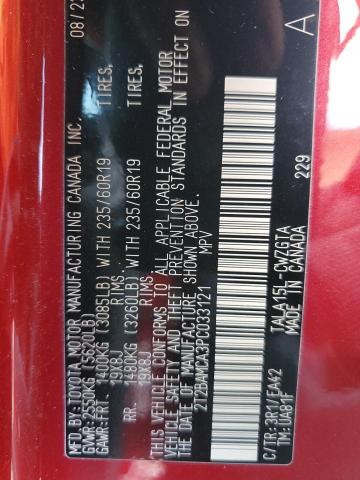 MFD.BY:TOYOTA MOTOR MANUFACTURING CANADA INC. 08/23
GVWR:2550KG (5620LB)
GAWR:FRT. 1400KG (3085LB) WITH 235/60R19 TIRES,
19X8J RIMS,
RR. 1480KG (3260LB) WITH 235/60R19 TIRES,
19X8J RIMS,
THIS VEHICLE CONFORMS TO ALL APPLICABLE FEDERAL MOTOR
VEHICLE SAFETY AND THEFT PREVENTION STANDARDS IN EFFECT ON
THE DATE OF MANUFACTURE SHOWN ABOVE.
2T2BAMCA3PC033121 MPV
A
C/TR:3R1/EA42 TALA15L-CWZGTA 229
TM:UA81F MADE IN CANADA